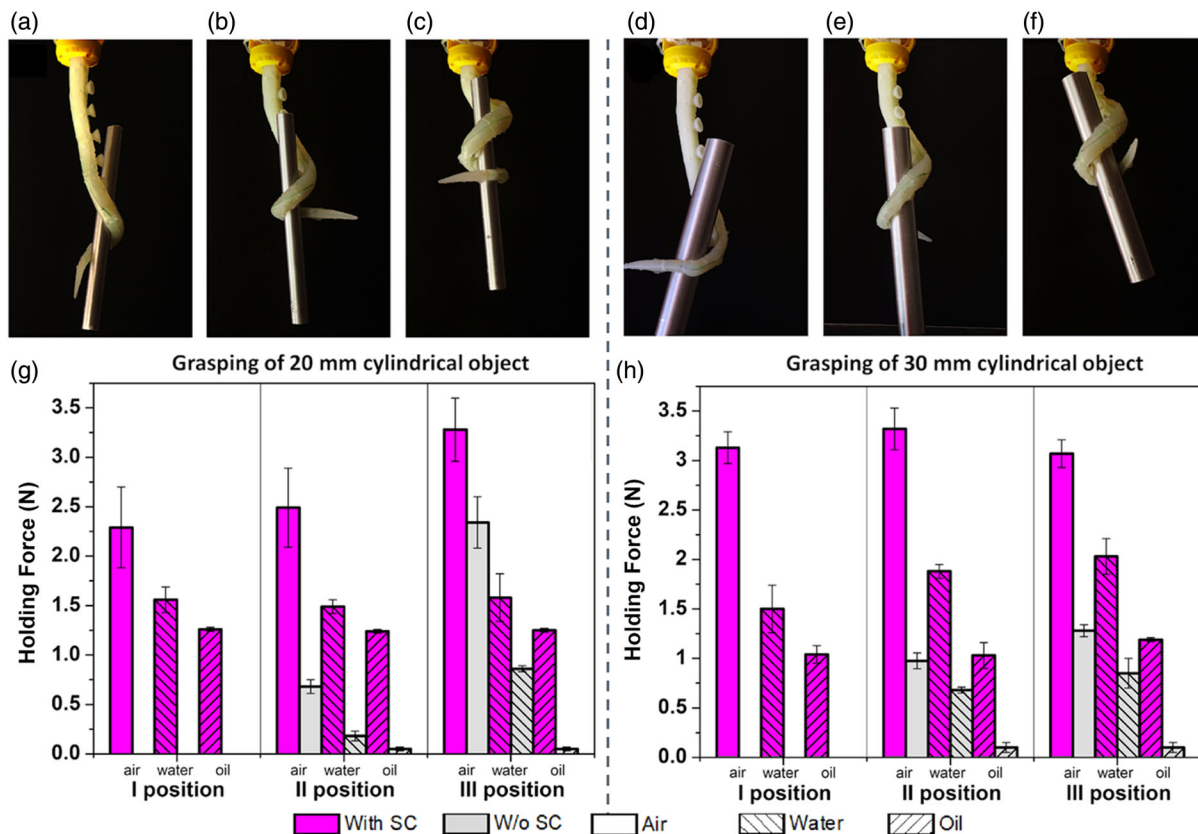 (a) (b) (c) (d) (e) (f)
(g) Grasping of 20 mm cylindrical object
Holding Force (N)
3.5
3.0
2.5
2.0
1.5
1.0
0.5
0.0
air water oil air water oil air water oil
I position II position III position
(h) Grasping of 30 mm cylindrical object
Holding Force (N)
3.5
3
2.5
2
1.5
1
0.5
0
air water oil air water oil air water oil
I position II position III position
With SC W/o SC Air Water Oil